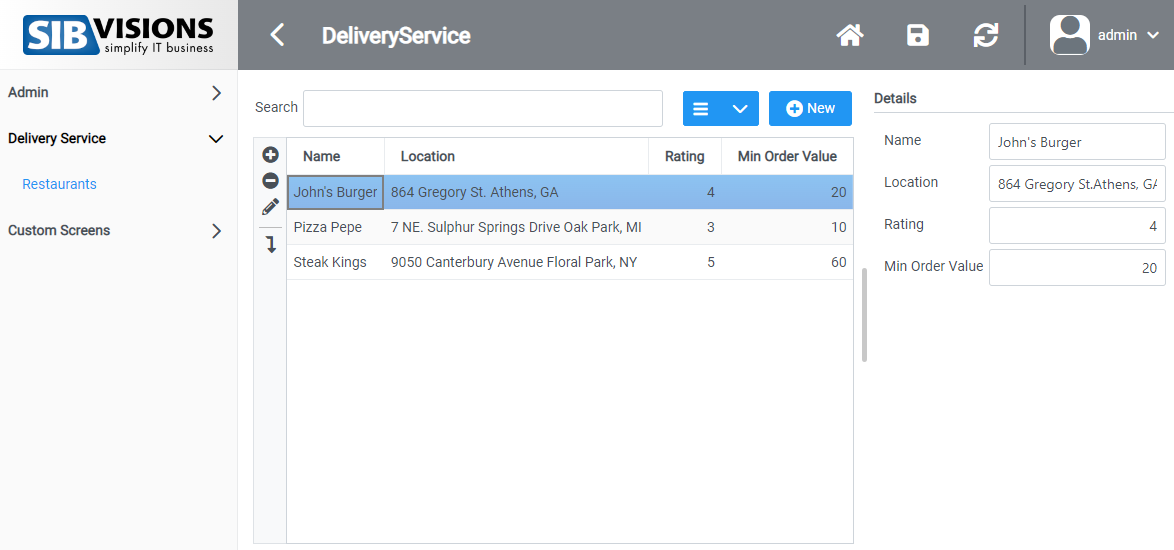 SIB VISIONS
simplify IT business
DeliveryService
admin
Admin
Delivery Service
Restaurants
Custom Screens
Search
New
Name Location Rating Min Order Value
John's Burger 864 Gregory St. Athens, GA 4 20
Pizza Pepe 7 NE. Sulphur Springs Drive Oak Park, MI 3 10
Steak Kings 9050 Canterbury Avenue Floral Park, NY 5 60
Details
Name John's Burger
Location 864 Gregory St.Athens, GA
Rating 4
Min Order Value 20